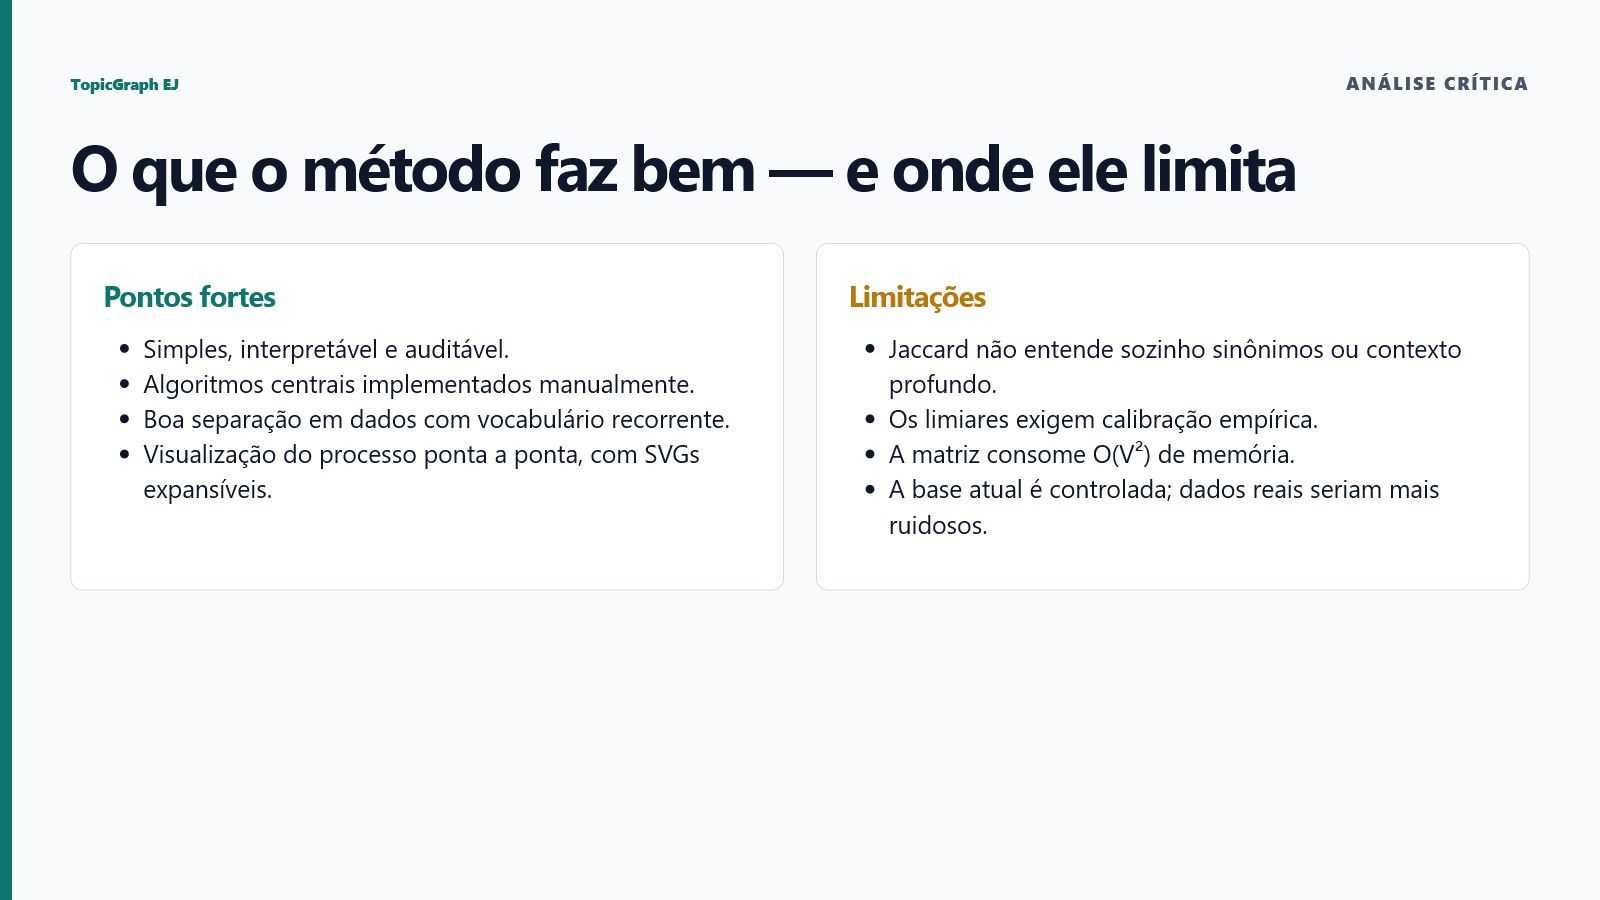 TopicGraph EJ
ANÁLISE CRÍTICA
O que o método faz bem — e onde ele limita
Pontos fortes
• Simples, interpretável e auditável.
• Algoritmos centrais implementados manualmente.
• Boa separação em dados com vocabulário recorrente.
• Visualização do processo ponta a ponta, com SVGs
expansíveis.
Limitações
• Jaccard não entende sozinho sinônimos ou contexto
profundo.
• Os limiares exigem calibração empírica.
• A matriz consome O(V²) de memória.
• A base atual é controlada; dados reais seriam mais
ruidosos.